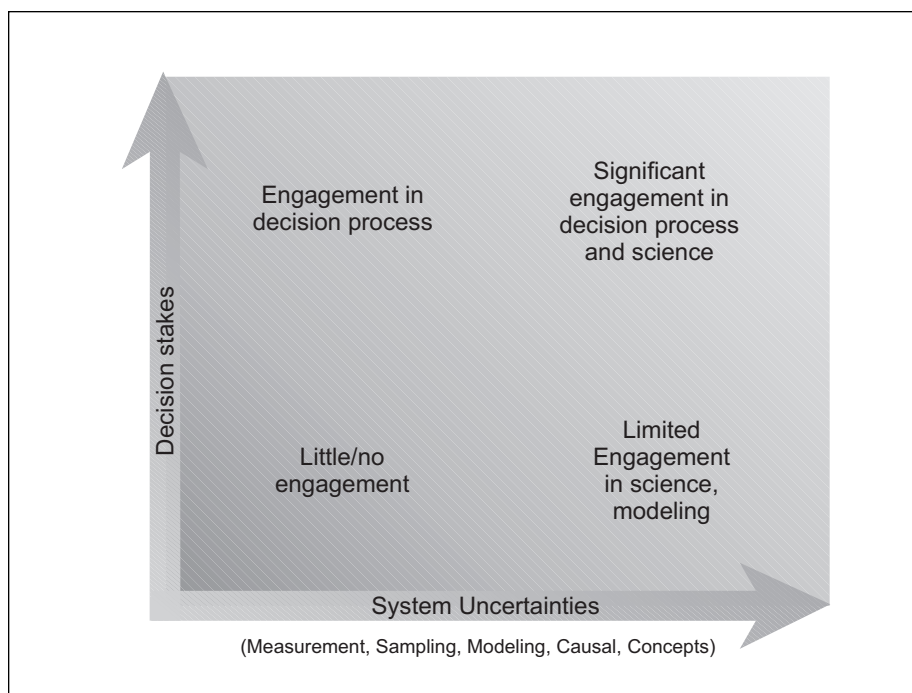 Engagement in
decision process
Significant
engagement in
decision process
and science
Decision stakes
Little/no
engagement
Limited
Engagement
in science,
modeling
System Uncertainties
(Measurement, Sampling, Modeling, Causal, Concepts)